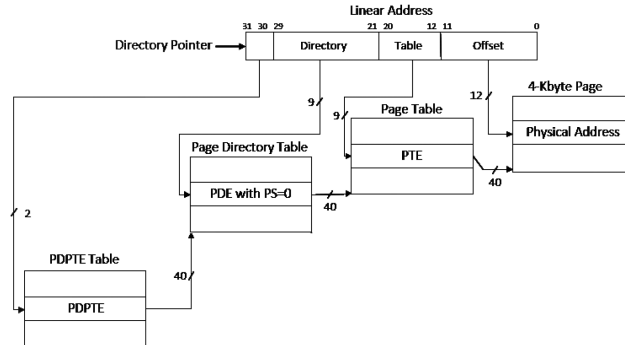 Linear Address
31 30 29 21 20 12 11 0
Directory Pointer Directory Table Offset
4-Kbyte Page
9 9 Page Table 12
Physical Address
Page Directory Table PTE
40
PDE with PS=0 40
2
PDPTE Table 40
PDPTE